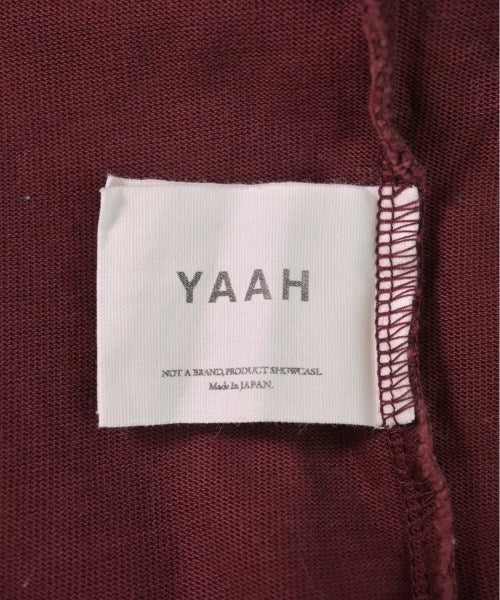 YAAH
NOT A BRAND, PRODUCT SHOWCASE.
Made In JAPAN.